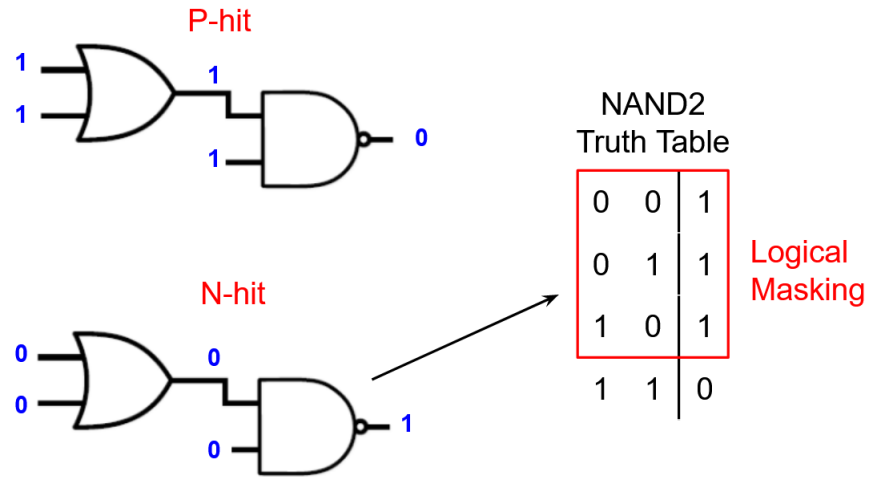 P-hit
1
1
1
1
0
NAND2
Truth Table
0 0 1
0 1 1
1 0 1
1 1 0
Logical
Masking
N-hit
0
0
0
0
1